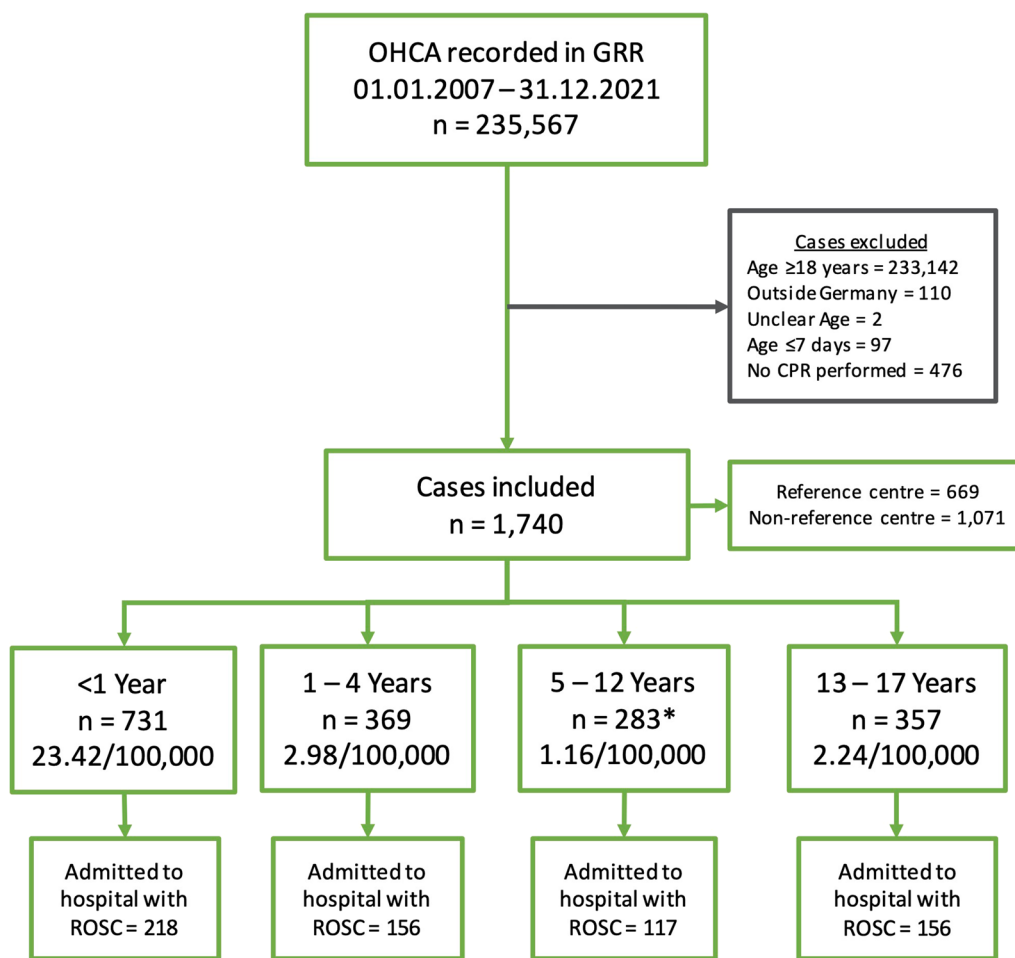 OHCA recorded in GRR
01.01.2007 – 31.12.2021
n = 235,567
Cases excluded
Age ≥18 years = 233,142
Outside Germany = 110
Unclear Age = 2
Age ≤7 days = 97
No CPR performed = 476
Cases included
n = 1,740
Reference centre = 669
Non-reference centre = 1,071
<1 Year
n = 731
23.42/100,000
1 – 4 Years
n = 369
2.98/100,000
5 – 12 Years
n = 283*
1.16/100,000
13 – 17 Years
n = 357
2.24/100,000
Admitted to
hospital with
ROSC = 218
Admitted to
hospital with
ROSC = 156
Admitted to
hospital with
ROSC = 117
Admitted to
hospital with
ROSC = 156